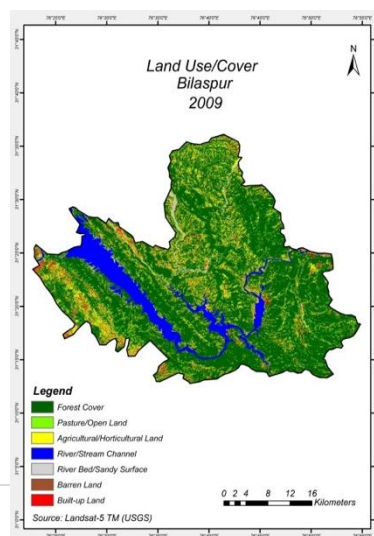 Land Use/Cover
Bilaspur
2009
N
Legend
Forest Cover
Pasture/Open Land
Agricultural/Horticultural Land
River/Stream Channel
River Bed/Sandy Surface
Barren Land
Built-up Land
0 2 4 8 12 16
Kilometers
Source: Landsat-5 TM (USGS)